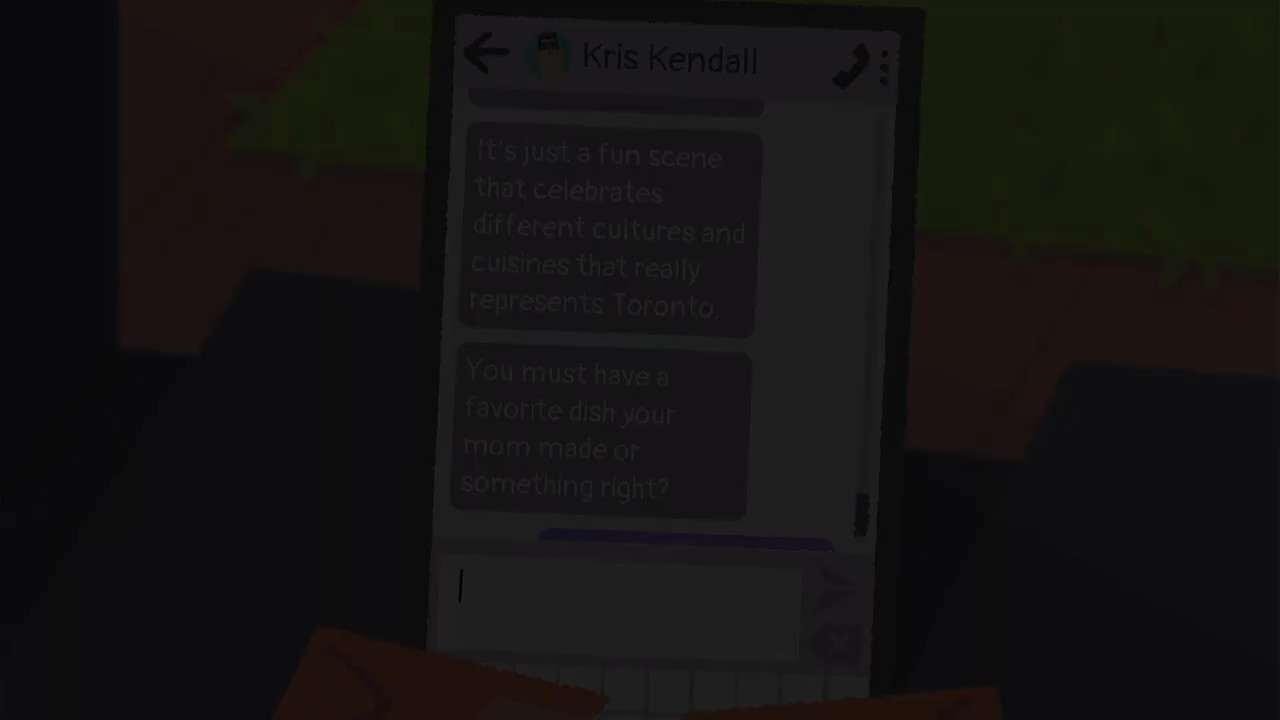 Kris Kendall
It's just a fun scene
that celebrates
different cultures and
cuisines that really
represents Toronto.
You must have a
favorite dish your
mom made or
something right?